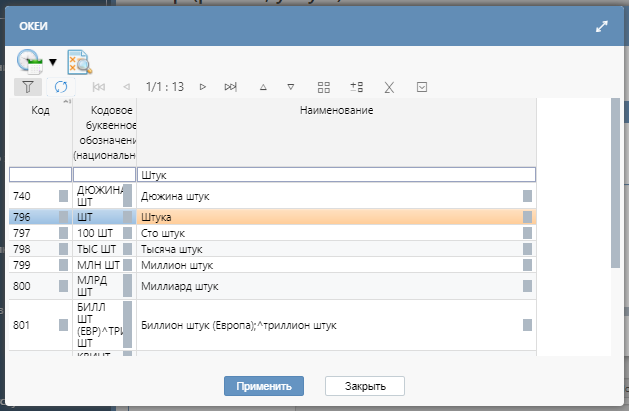 ОКЕИ
1/1 : 13
Код
Кодовое
буквенное
обозначени
(национальн
Наименование
Штук
740 ДЮЖИНА Дюжина штук
ШТ
796 ШТ Штука
797 100 ШТ Сто штук
798 ТЫС ШТ Тысяча штук
799 МЛН ШТ Миллион штук
800 МЛРД Миллиард штук
ШТ
801 БИЛЛ Биллион штук (Европа);^триллион штук
ШТ
(ЕВР)^ТРИ
ШТ
Применить Закрыть